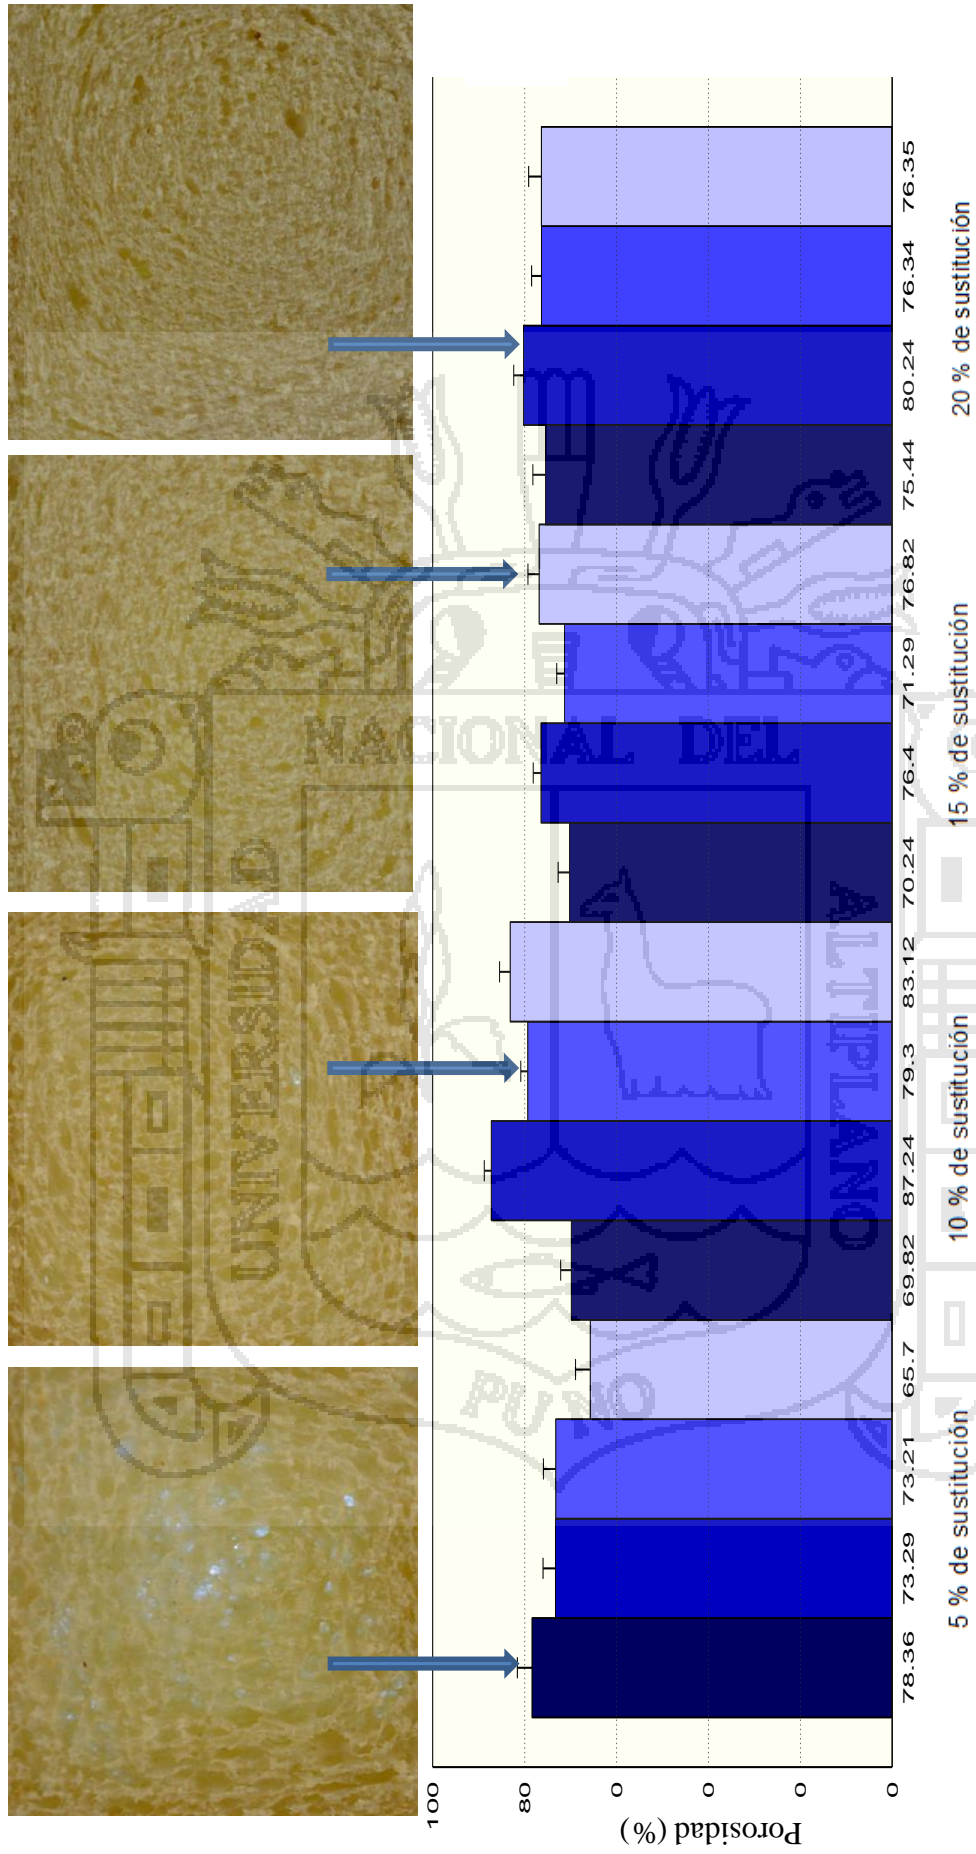 Porosidad (%)
100
80
0
0
0
0
78.36
73.29
73.21
65.7
69.82
87.24
79.3
83.12
70.24
76.4
71.29
76.82
75.44
80.24
76.34
76.35
5 % de sustitución
10 % de sustitución
15 % de sustitución
20 % de sustitución
UNIVERSIDAD
NACIONAL DEL
ALTIPLANO
PUNO